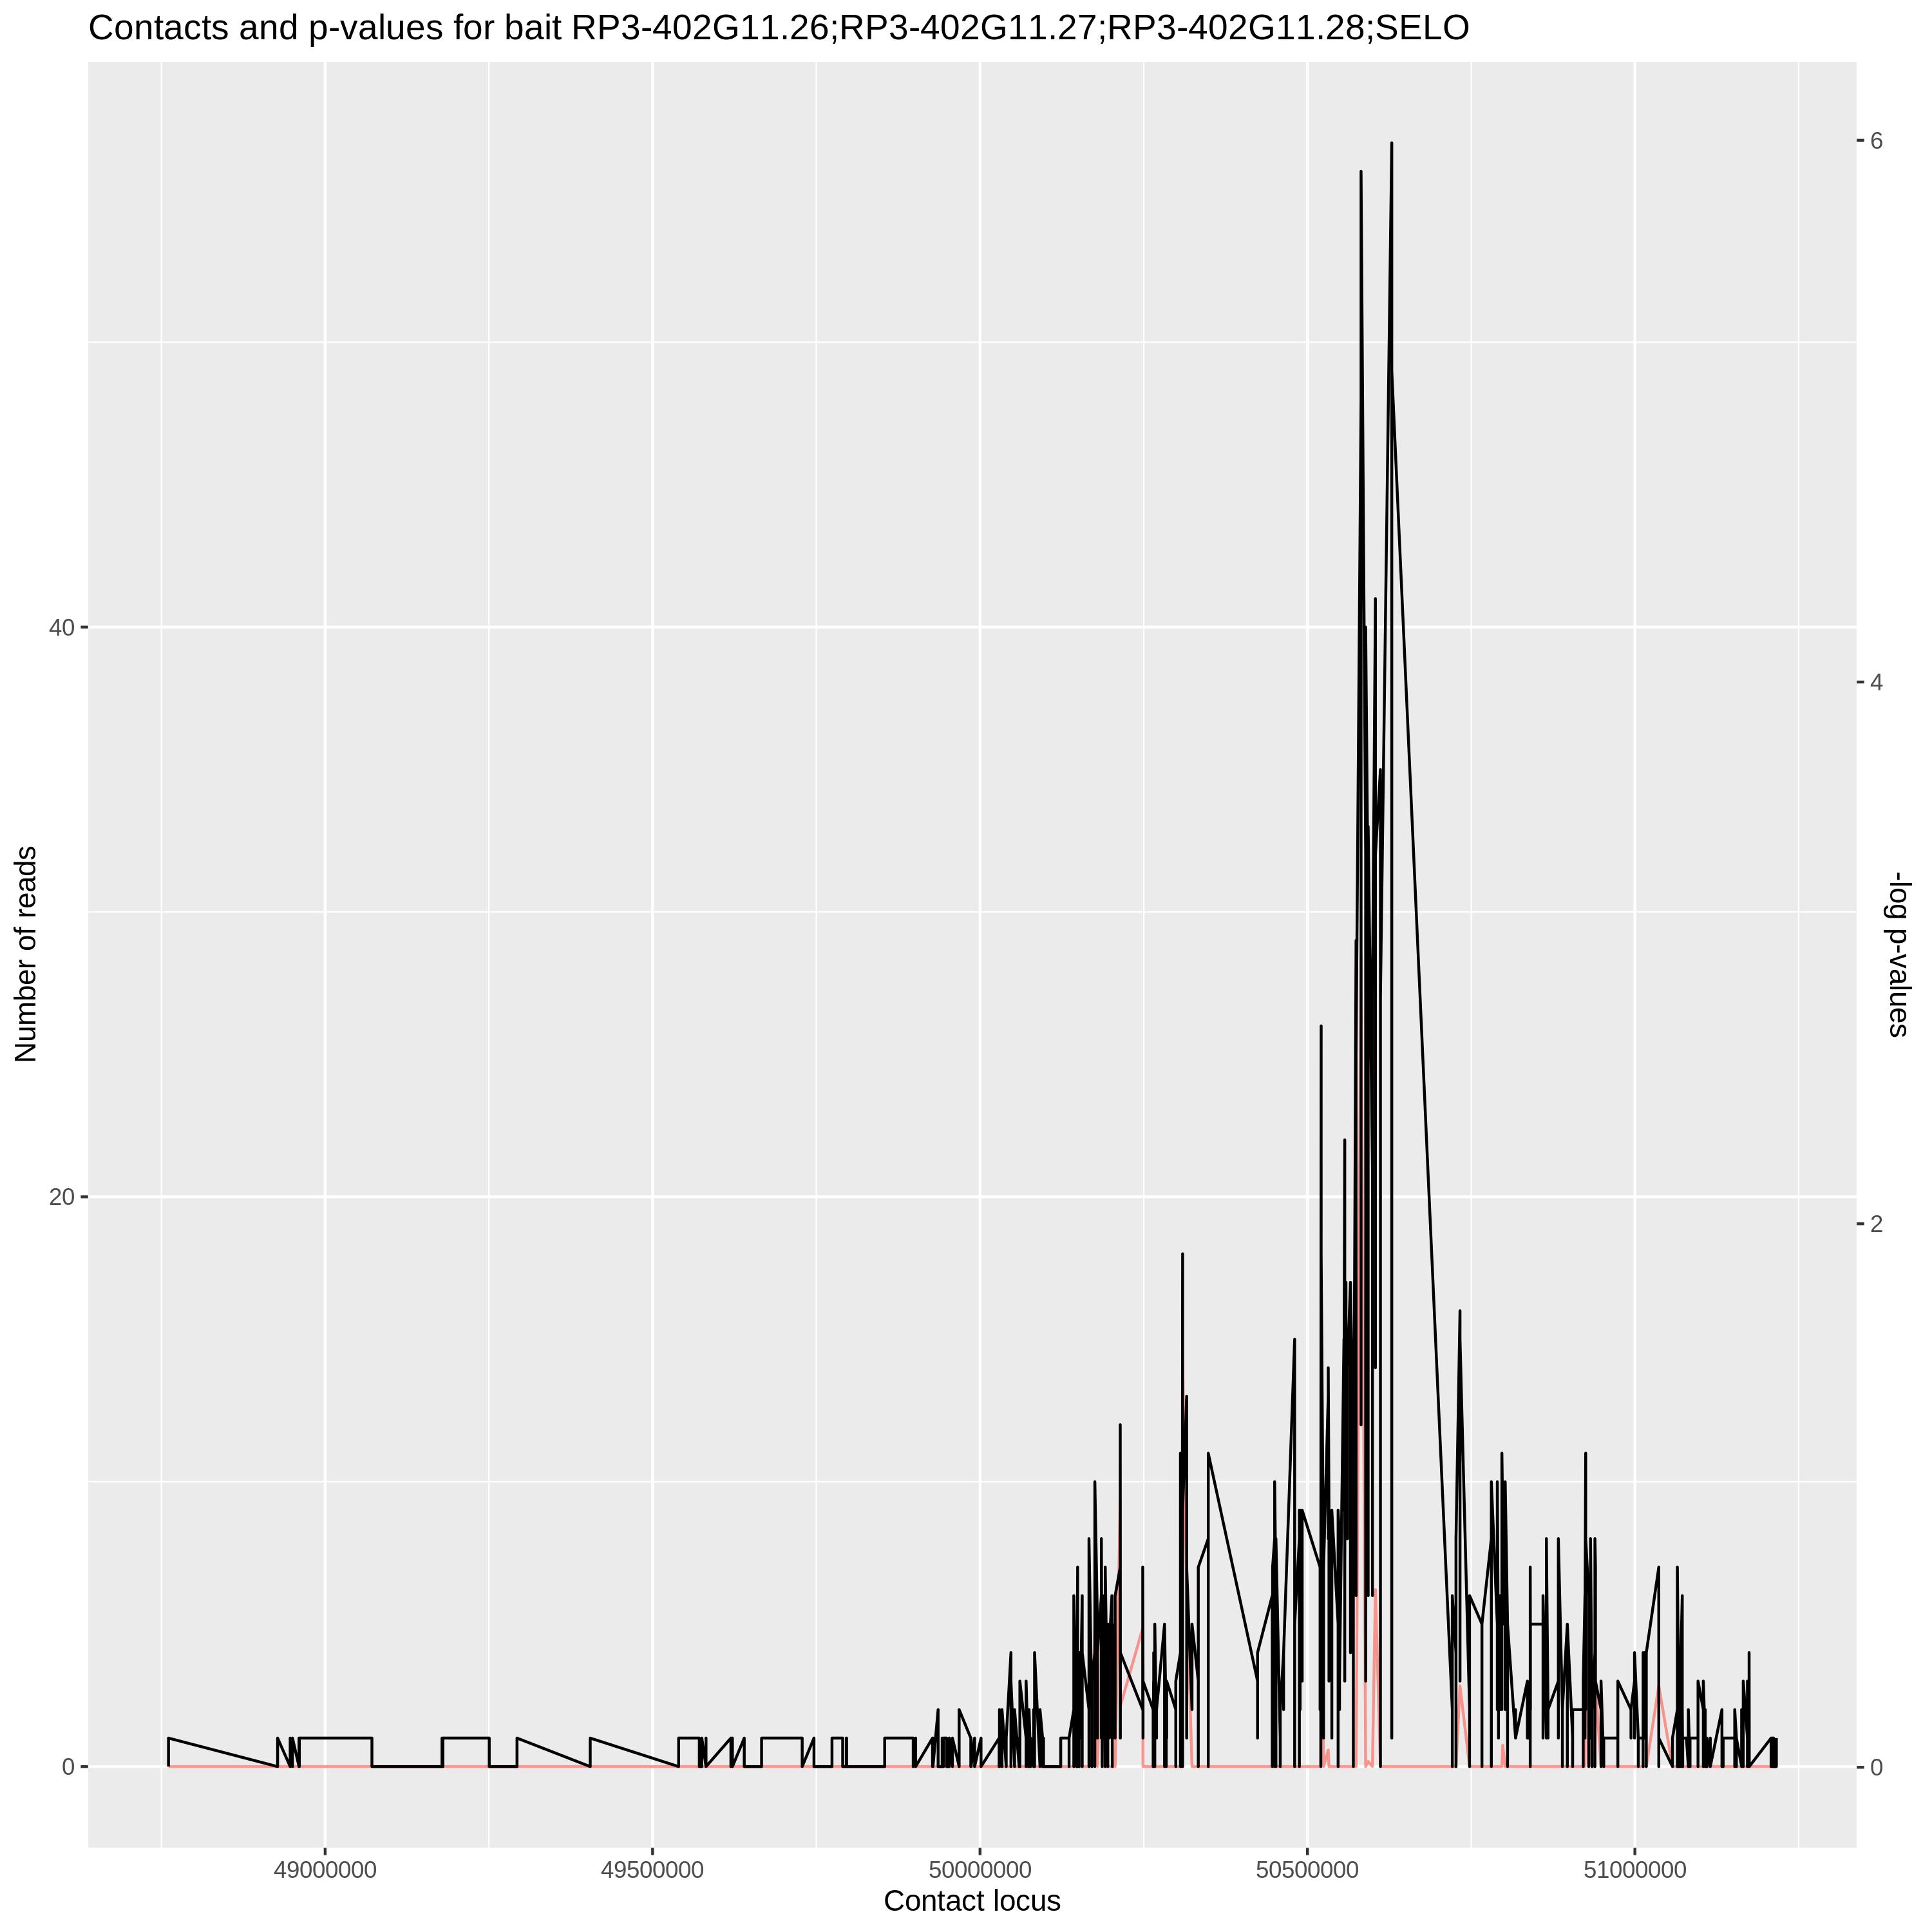 Contacts and p-values for bait RP3-402G11.26;RP3-402G11.27;RP3-402G11.28;SELO
6
40
4
Number of reads
-log p-values
20
2
0
0
49000000 49500000 50000000 50500000 51000000
Contact locus